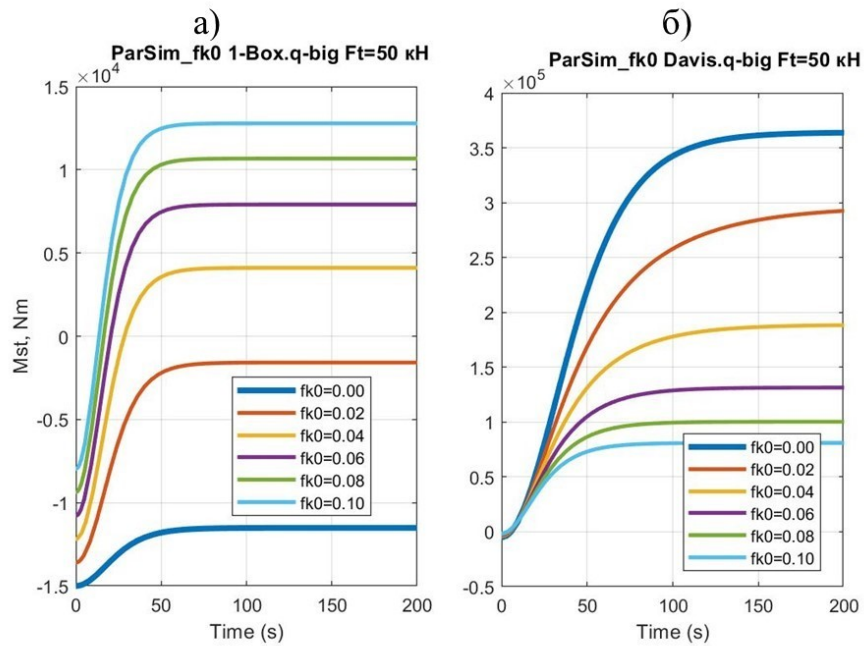 а)
ParSim_fk0 1-Box.q-big Ft=50 кН
×10^4
1.5
1
0.5
0
-0.5
-1
-1.5
Mst, Nm
0
50
100
150
200
Time (s)
fk0=0.00
fk0=0.02
fk0=0.04
fk0=0.06
fk0=0.08
fk0=0.10
б)
ParSim_fk0 Davis.q-big Ft=50 кН
×10^5
4
3.5
3
2.5
2
1.5
1
0.5
0
-0.5
0
50
100
150
200
Time (s)
fk0=0.00
fk0=0.02
fk0=0.04
fk0=0.06
fk0=0.08
fk0=0.10